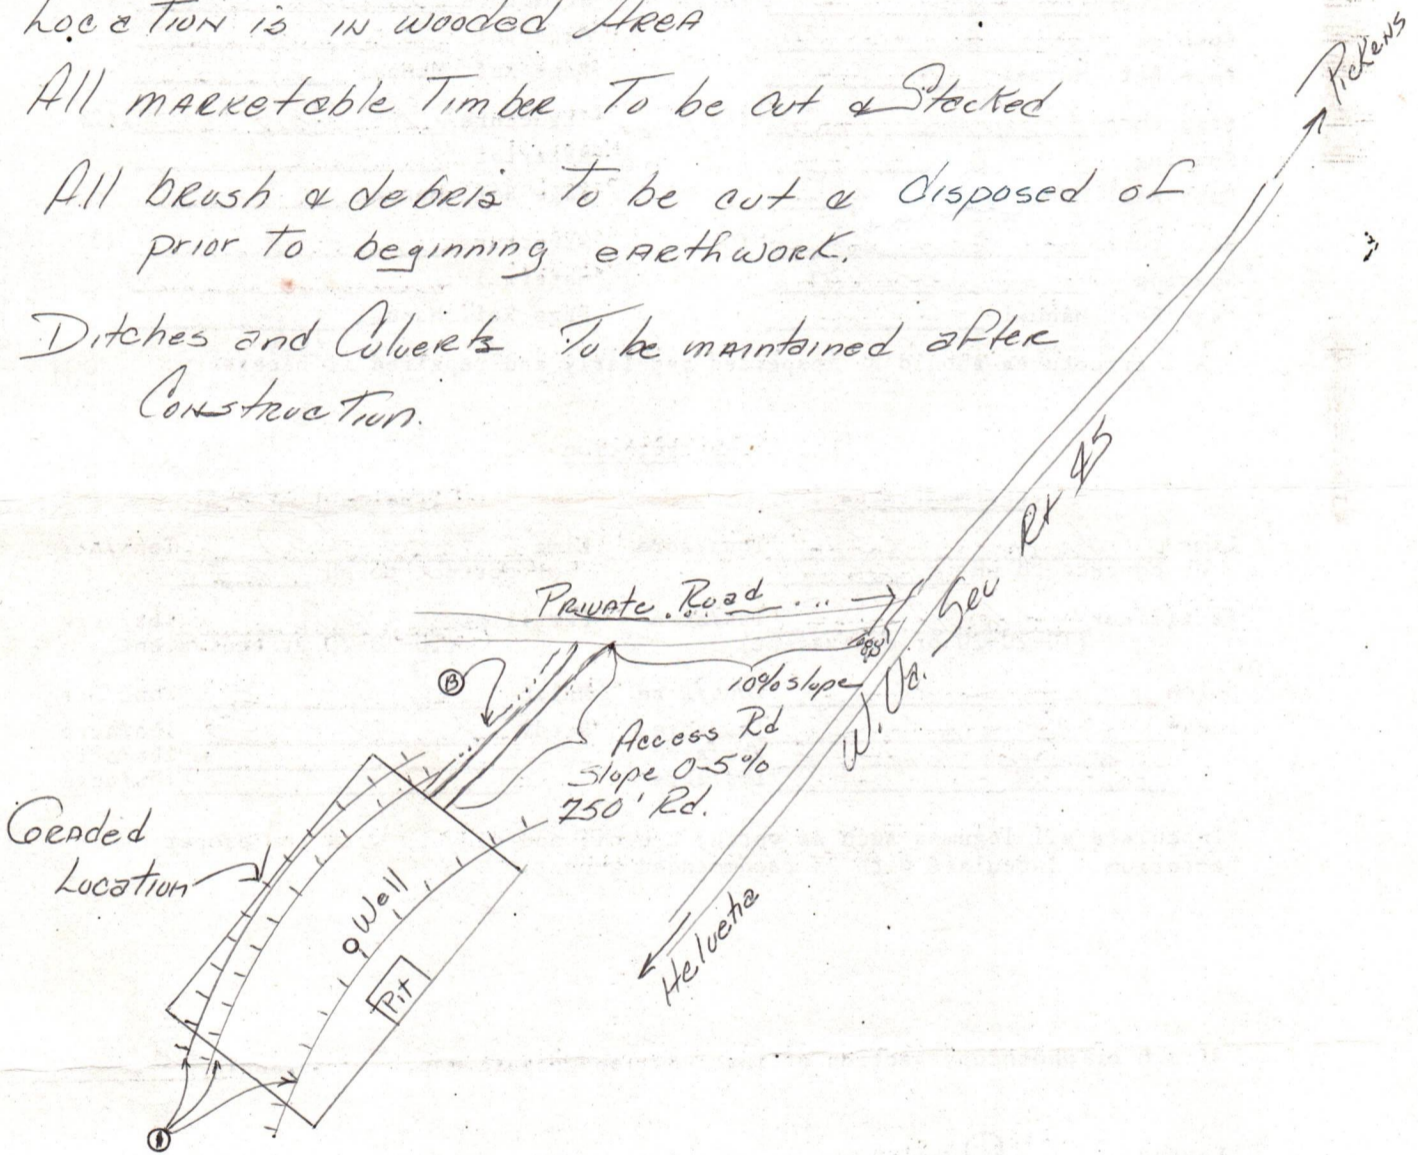 Location is in wooded Area
All marketable Timber To be cut & Stacked
All brush & debris to be cut & disposed of
prior to beginning earthwork.
Ditches and Culverts To be maintained after
Construction.
Pickens
Rt 45
W. Va. Sec
Private Road
10% slope
B
Access Rd
Slope 0-5%
750' Rd.
Graded
Location
Well
Pit
Helvetia